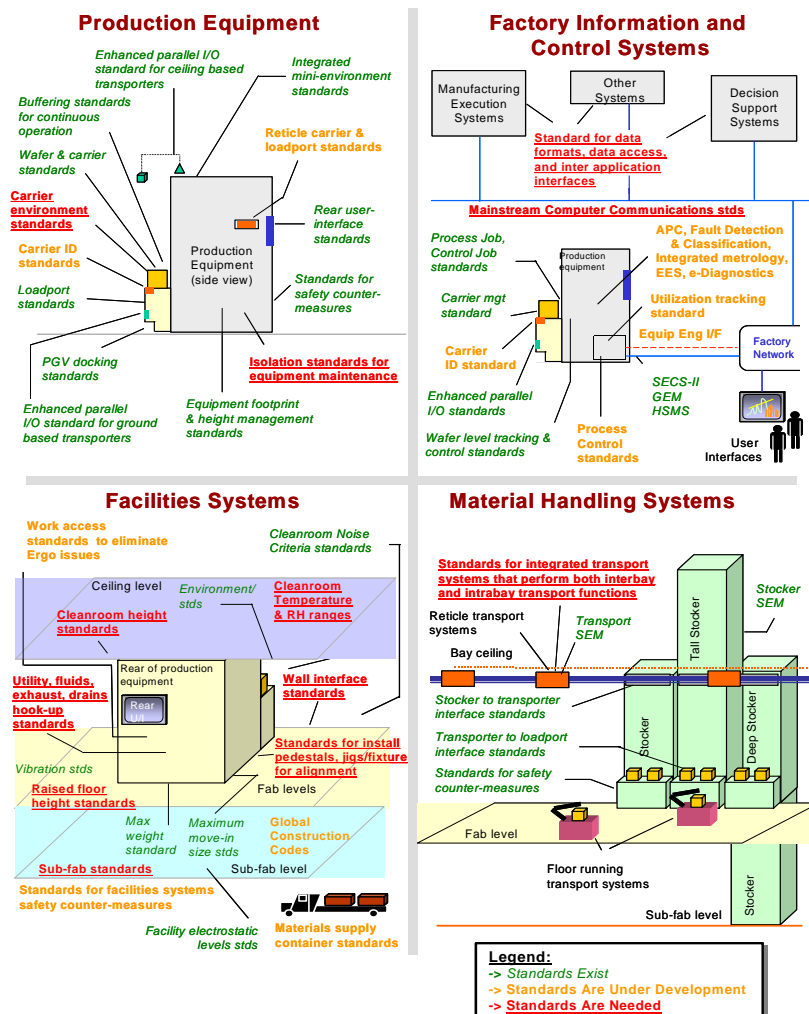 Production Equipment
Enhanced parallel I/O
standard for ceiling based
transporters
Integrated
mini-environment
standards
Buffering standards
for continuous
operation
Reticle carrier &
loadport standards
Wafer & carrier
standards
Carrier
environment
standards
Rear user-
interface
standards
Carrier ID
standards
Production
Equipment
(side view)
Loadport
standards
Standards for
safety counter-
measures
PGV docking
standards
Isolation standards for
equipment maintenance
Enhanced parallel
I/O standard for ground
based transporters
Equipment footprint
& height management
standards
Factory Information and
Control Systems
Manufacturing
Execution
Systems
Other
Systems
Decision
Support
Systems
Standard for data
formats, data access,
and inter application
interfaces
Mainstream Computer Communications stds
Process Job,
Control Job
standards
Production
equipment
APC, Fault Detection
& Classification,
Integrated metrology,
EES, e-Diagnostics
Carrier mgt
standard
Utilization tracking
standard
Carrier
ID standard
Equip Eng I/F
Factory
Network
Enhanced parallel
I/O standards
SECS-II
GEM
HSMS
Wafer level tracking &
control standards
Process
Control
standards
User
Interfaces
Facilities Systems
Work access
standards to eliminate
Ergo issues
Cleanroom Noise
Criteria standards
Ceiling level
Environment/
stds
Cleanroom
Temperature
& RH ranges
Cleanroom height
standards
Rear of production
equipment
Rear
U/I
Wall interface
standards
Utility, fluids,
exhaust, drains
hook-up
standards
Standards for install
pedestals, jigs/fixture
for alignment
Vibration stds
Raised floor
height standards
Fab levels
Max
weight
standard
Maximum
move-in
size stds
Global
Construction
Codes
Sub-fab standards
Sub-fab level
Standards for facilities systems
safety counter-measures
Facility electrostatic
levels stds
Materials supply
container standards
Material Handling Systems
Standards for integrated transport
systems that perform both interbay
and intrabay transport functions
Stocker
SEM
Reticle transport
systems
Transport
SEM
Tall Stocker
Bay ceiling
Stocker to transporter
interface standards
Stocker
Deep Stocker
Transporter to loadport
interface standards
Standards for safety
counter-measures
Fab level
Floor running
transport systems
Stocker
Sub-fab level
Legend:
-> Standards Exist
-> Standards Are Under Development
-> Standards Are Needed